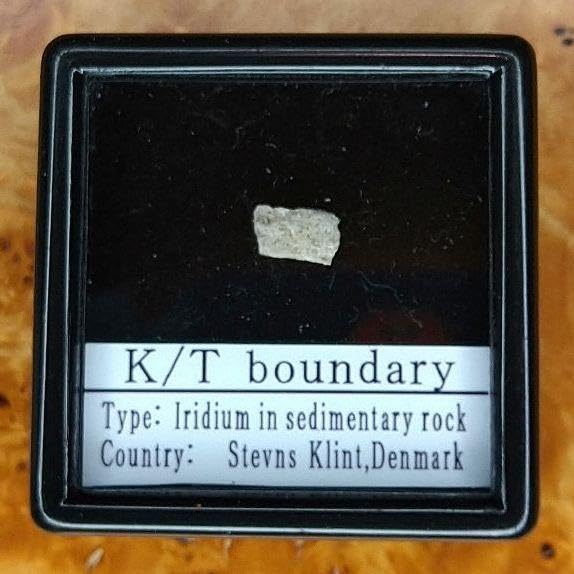 K/T boundary
Type: Iridium in sedimentary rock
Country: Stevns Klint,Denmark